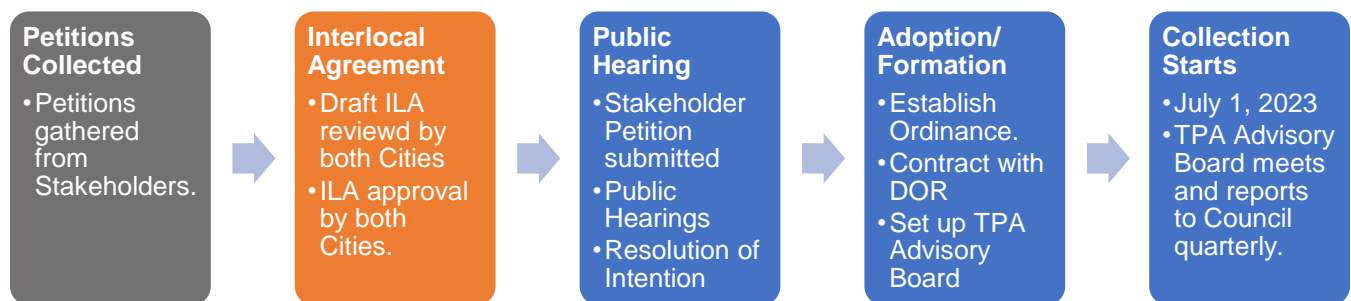 Petitions
Collected
•Petitions
gathered
from
Stakeholders.
Interlocal
Agreement
•Draft ILA
reviewd by
both Cities
•ILA approval
by both
Cities.
Public
Hearing
•Stakeholder
Petition
submitted
•Public
Hearings
•Resolution of
Intention
Adoption/
Formation
•Establish
Ordinance.
•Contract with
DOR
•Set up TPA
Advisory
Board
Collection
Starts
•July 1, 2023
•TPA Advisory
Board meets
and reports
to Council
quarterly.